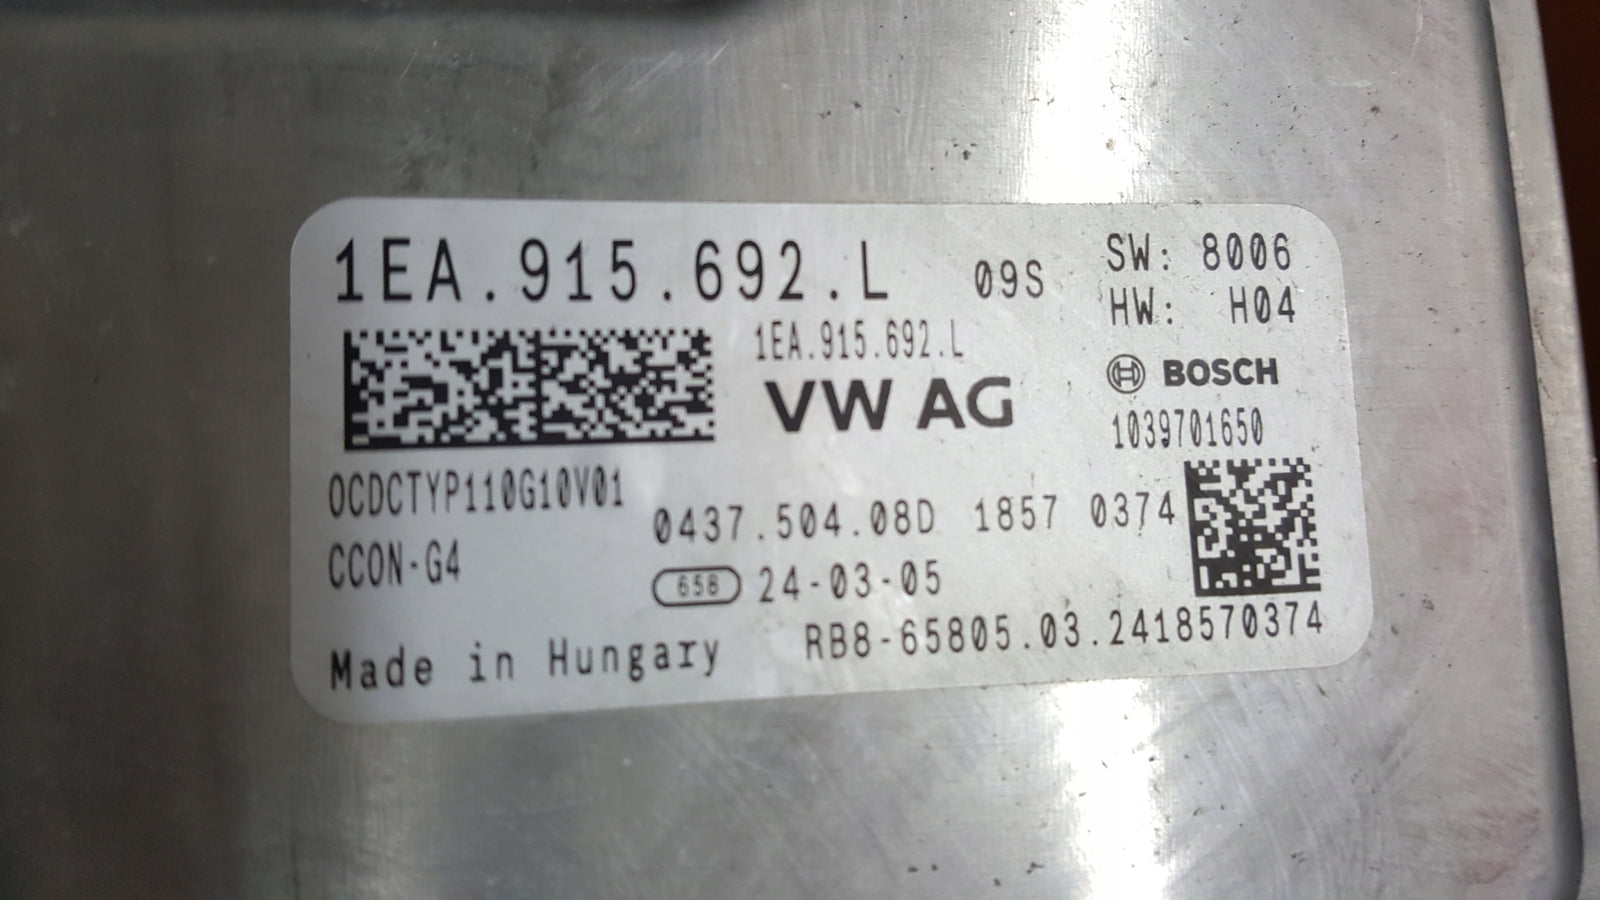 1EA.915.692.L 09S SW: 8006
HW: H04
1EA.915.692.L
VW AG
BOSCH
1039701650
OCDCTYP110G10V01
0437.504.08D 1857 0374
CCON-G4
658 24-03-05
Made in Hungary RB8-65805.03.2418570374